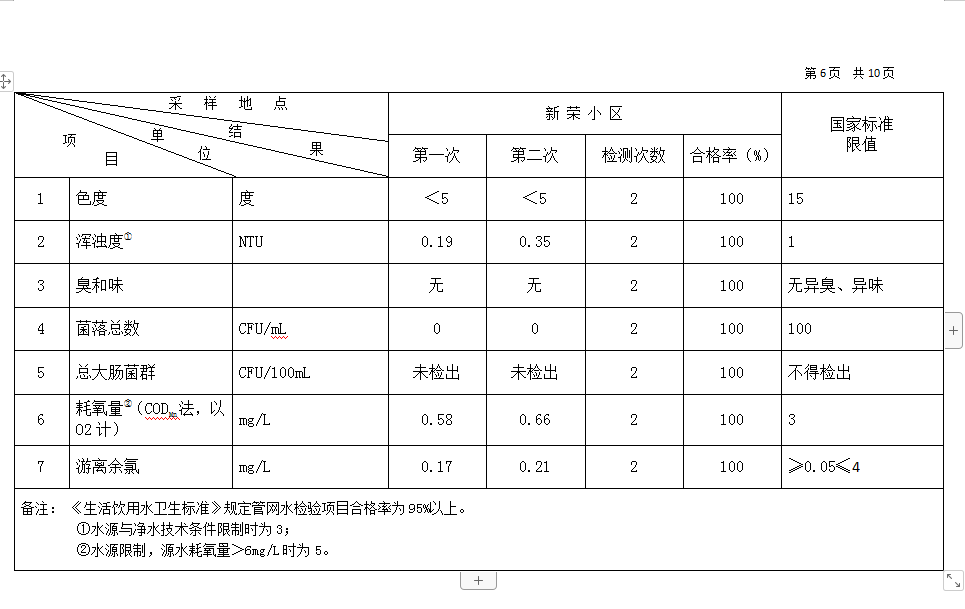 第6页 共10页
采 样 地 点
结 果
单 位
项 目
新 荣 小 区
国家标准
限值
第一次 第二次 检测次数 合格率（%）
1 色度 度 ＜5 ＜5 2 100 15
2 浑浊度① NTU 0.19 0.35 2 100 1
3 臭和味 无 无 2 100 无异臭、异味
4 菌落总数 CFU/mL 0 0 2 100 100
5 总大肠菌群 CFU/100mL 未检出 未检出 2 100 不得检出
6 耗氧量②（CODMn法，以
O2计） mg/L 0.58 0.66 2 100 3
7 游离余氯 mg/L 0.17 0.21 2 100 ≥0.05≤4
备注： 《生活饮用水卫生标准》规定管网水检验项目合格率为95%以上。
①水源与净水技术条件限制时为3；
②水源限制，源水耗氧量＞6mg/L时为5。